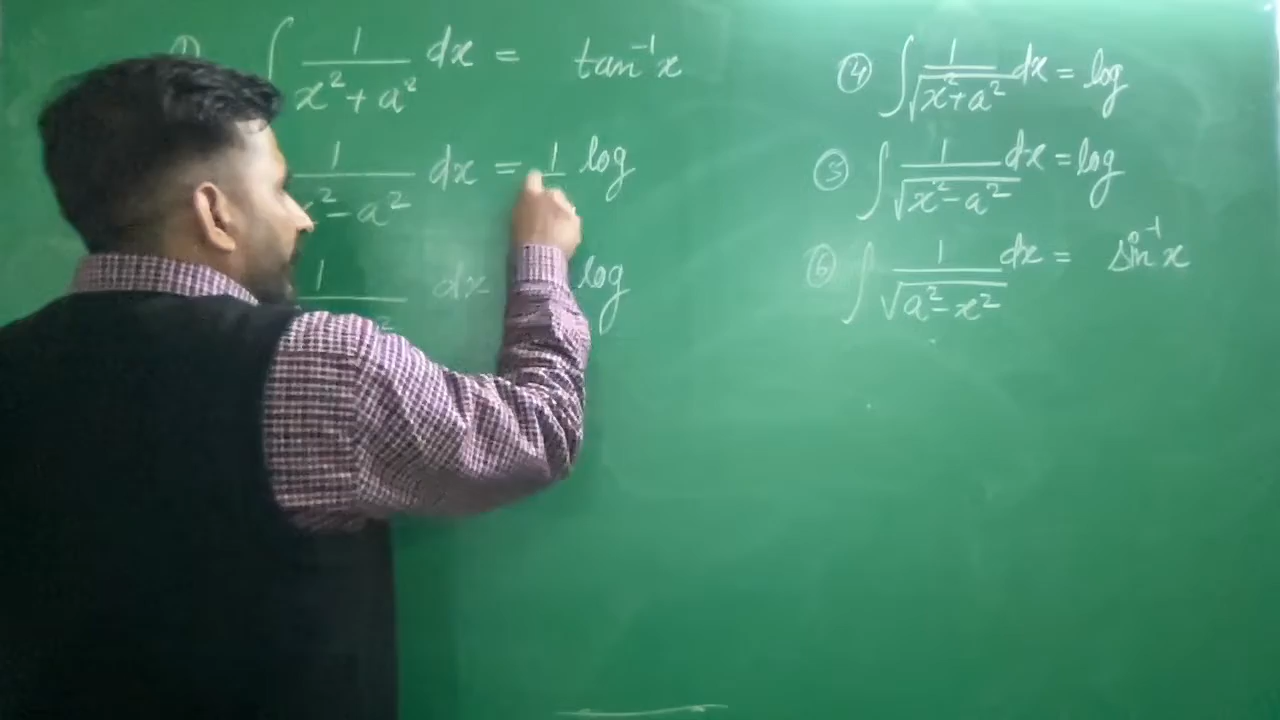 1) ∫ 1/(x² + a²) dx = tan⁻¹x
1/(x² - a²) dx = 1/ log
1 dx log
④ ∫ 1/√(x² + a²) dx = log
⑤ ∫ 1/√(x² - a²) dx = log
⑥ ∫ 1/√(a² - x²) dx = sin⁻¹x